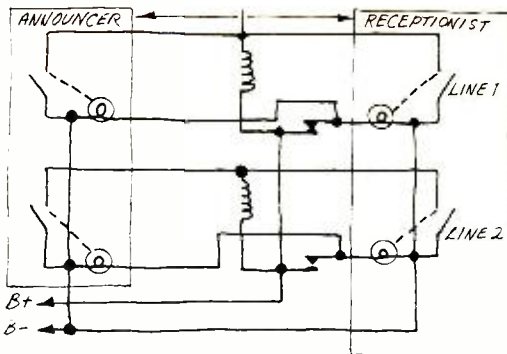 ANNOUNCER
RECEPTIONIST
LINE 1
LINE 2
B+
B-